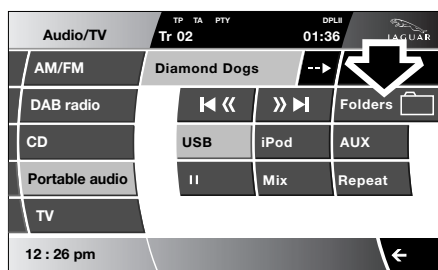 TP TA PTY DPLII
Audio/TV Tr 02 01:36 JAGUAR
AM/FM Diamond Dogs
DAB radio Folders
CD USB iPod AUX
Portable audio Mix Repeat
TV
12 : 26 pm